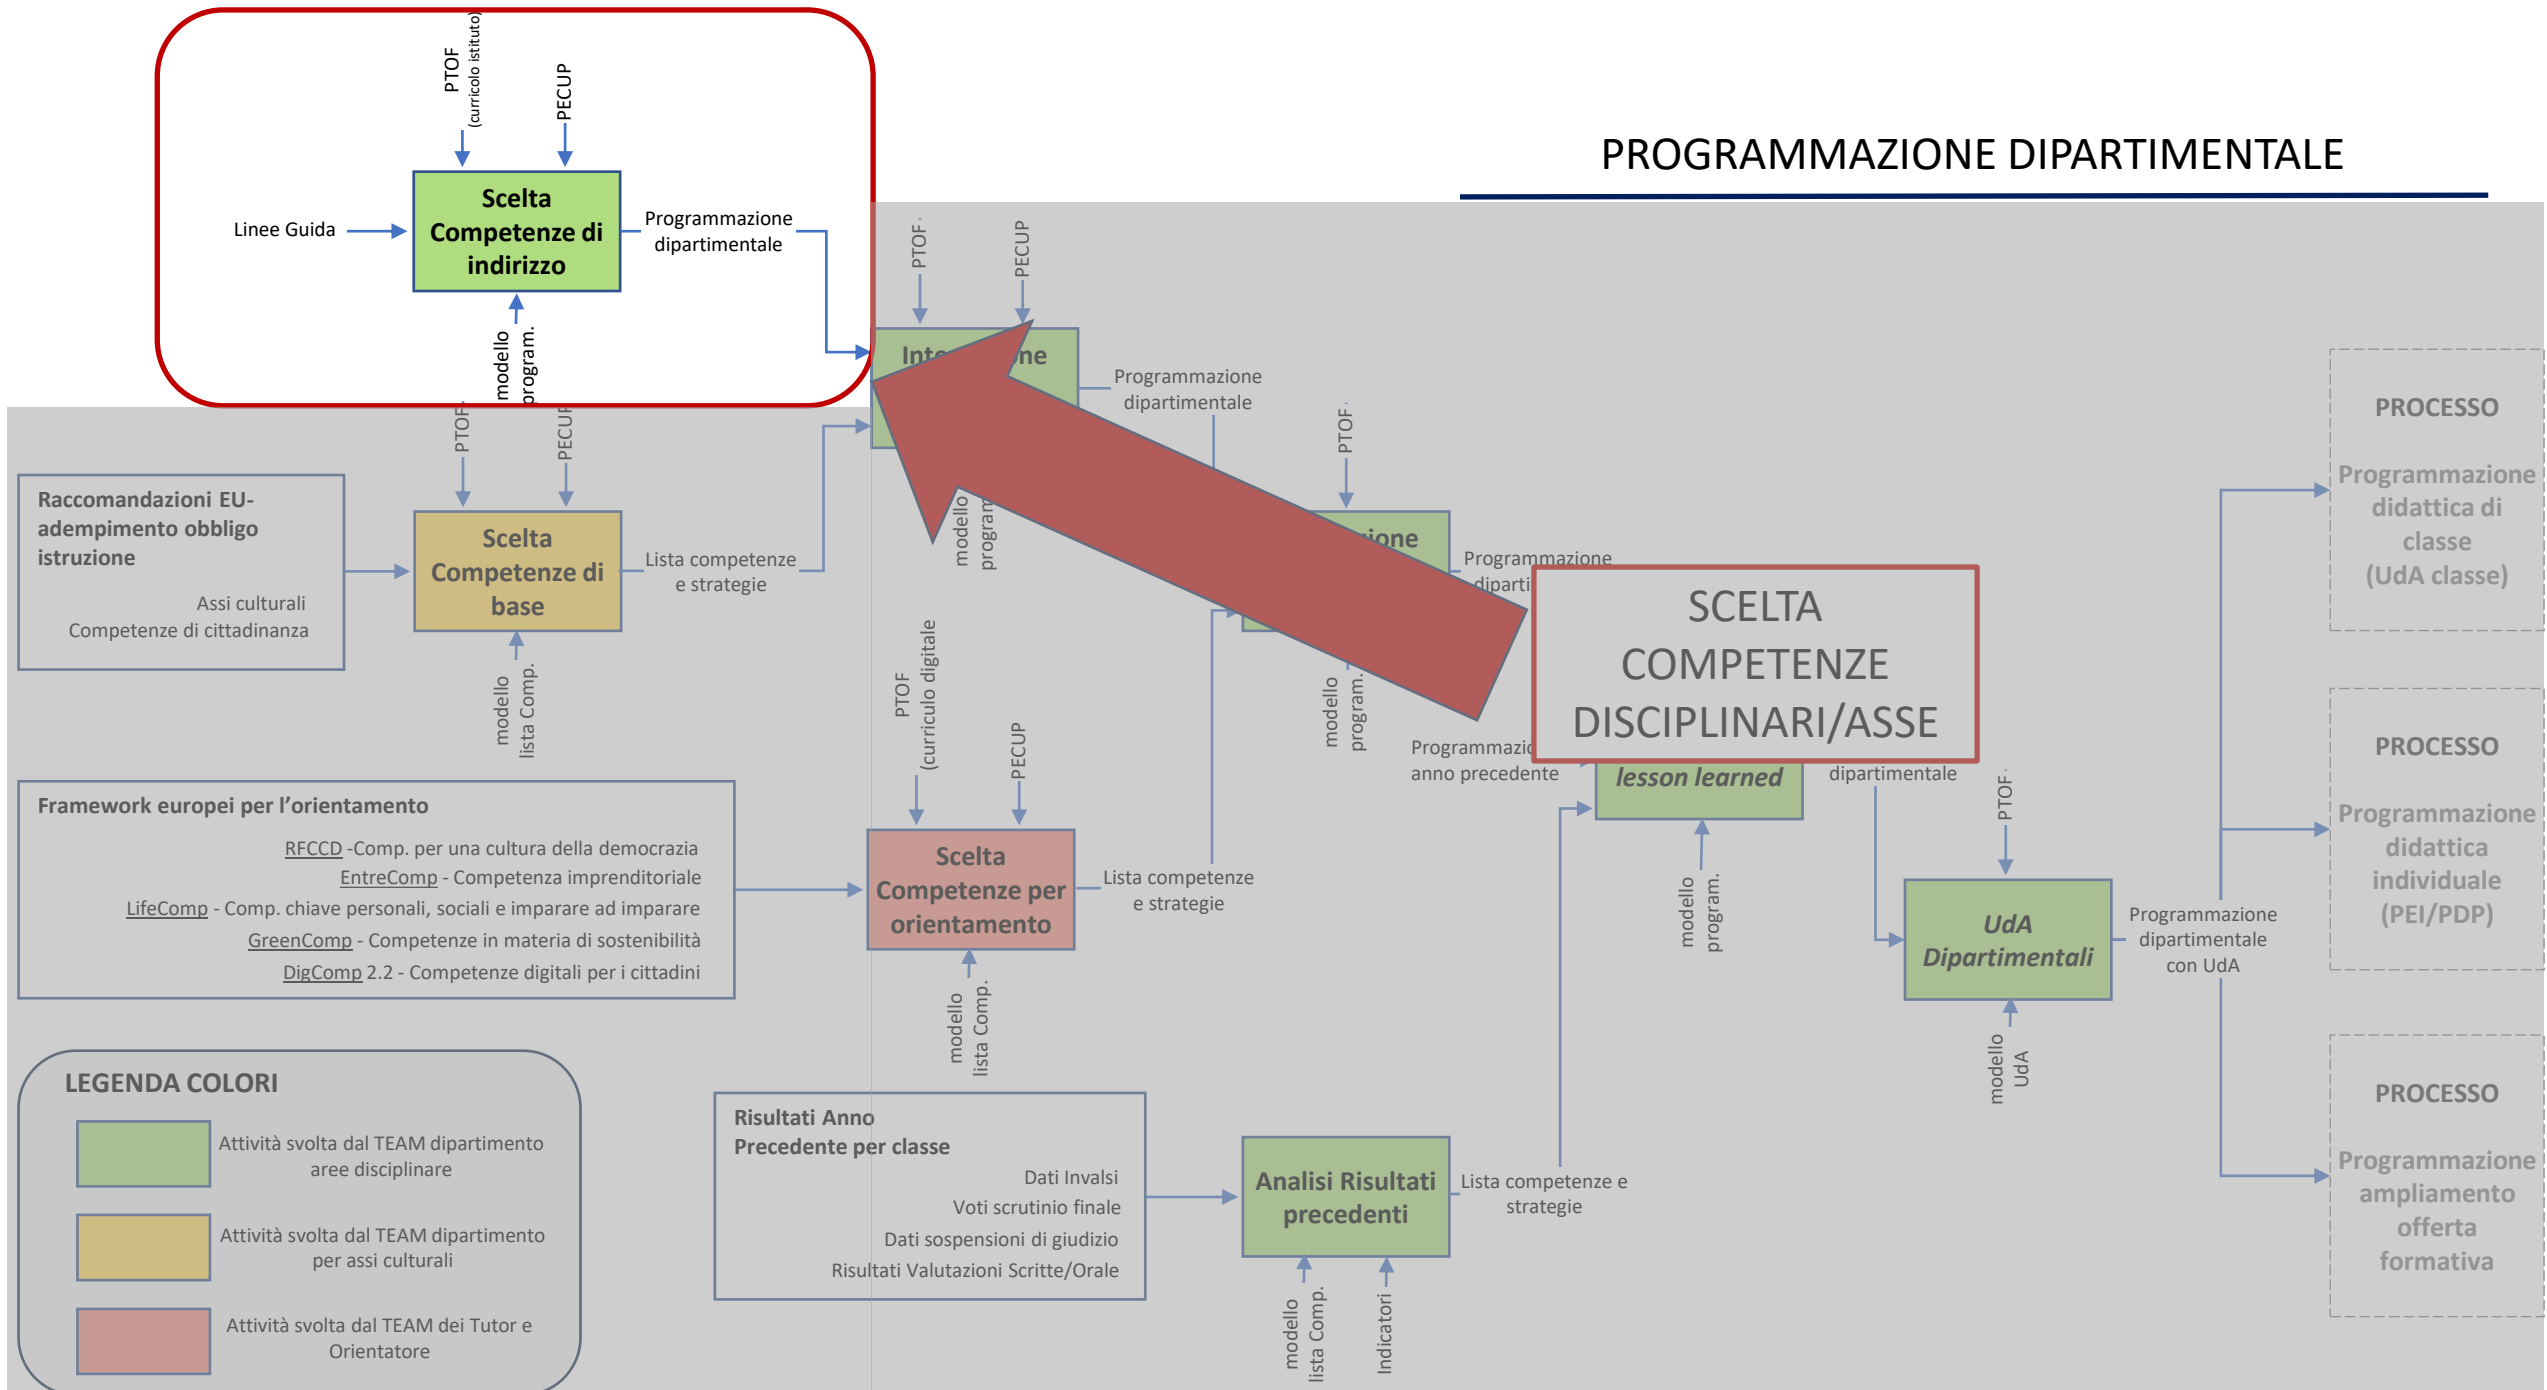 PROGRAMMAZIONE DIPARTIMENTALE
PTOF
(curricolo istituto)
PECUP
Linee Guida
Scelta
Competenze di
indirizzo
Programmazione
dipartimentale
modello
program.
PTOF
PECUP
Programmazione
dipartimentale
modello
program.
PTOF
PECUP
Raccomandazioni EU-
adempimento obbligo
istruzione
Assi culturali
Competenze di cittadinanza
Scelta
Competenze di
base
Lista competenze
e strategie
modello
lista Comp.
PTOF
Programmazione
modello
program.
SCELTA
COMPETENZE
DISCIPLINARI/ASSE
Framework europei per l'orientamento
RFCCD -Comp. per una cultura della democrazia
EntreComp - Competenza imprenditoriale
LifeComp - Comp. chiave personali, sociali e imparare ad imparare
GreenComp - Competenze in materia di sostenibilità
DigComp 2.2 - Competenze digitali per i cittadini
PTOF
(curriculo digitale
PECUP
Scelta
Competenze per
orientamento
Lista competenze
e strategie
modello
lista Comp.
anno precedente
lesson learned
dipartimentale
modello
program.
PTOF
UdA
Dipartimentali
Programmazione
dipartimentale
con UdA
modello
UdA
Risultati Anno
Precedente per classe
Dati Invalsi
Voti scrutinio finale
Dati sospensioni di giudizio
Risultati Valutazioni Scritte/Orale
Analisi Risultati
precedenti
Lista competenze e
strategie
modello
lista Comp.
Indicatori
PROCESSO
Programmazione
didattica di
classe
(UdA classe)
PROCESSO
Programmazione
didattica
individuale
(PEI/PDP)
PROCESSO
Programmazione
ampliamento
offerta
formativa
LEGENDA COLORI
Attività svolta dal TEAM dipartimento
aree disciplinare
Attività svolta dal TEAM dipartimento
per assi culturali
Attività svolta dal TEAM dei Tutor e
Orientatore